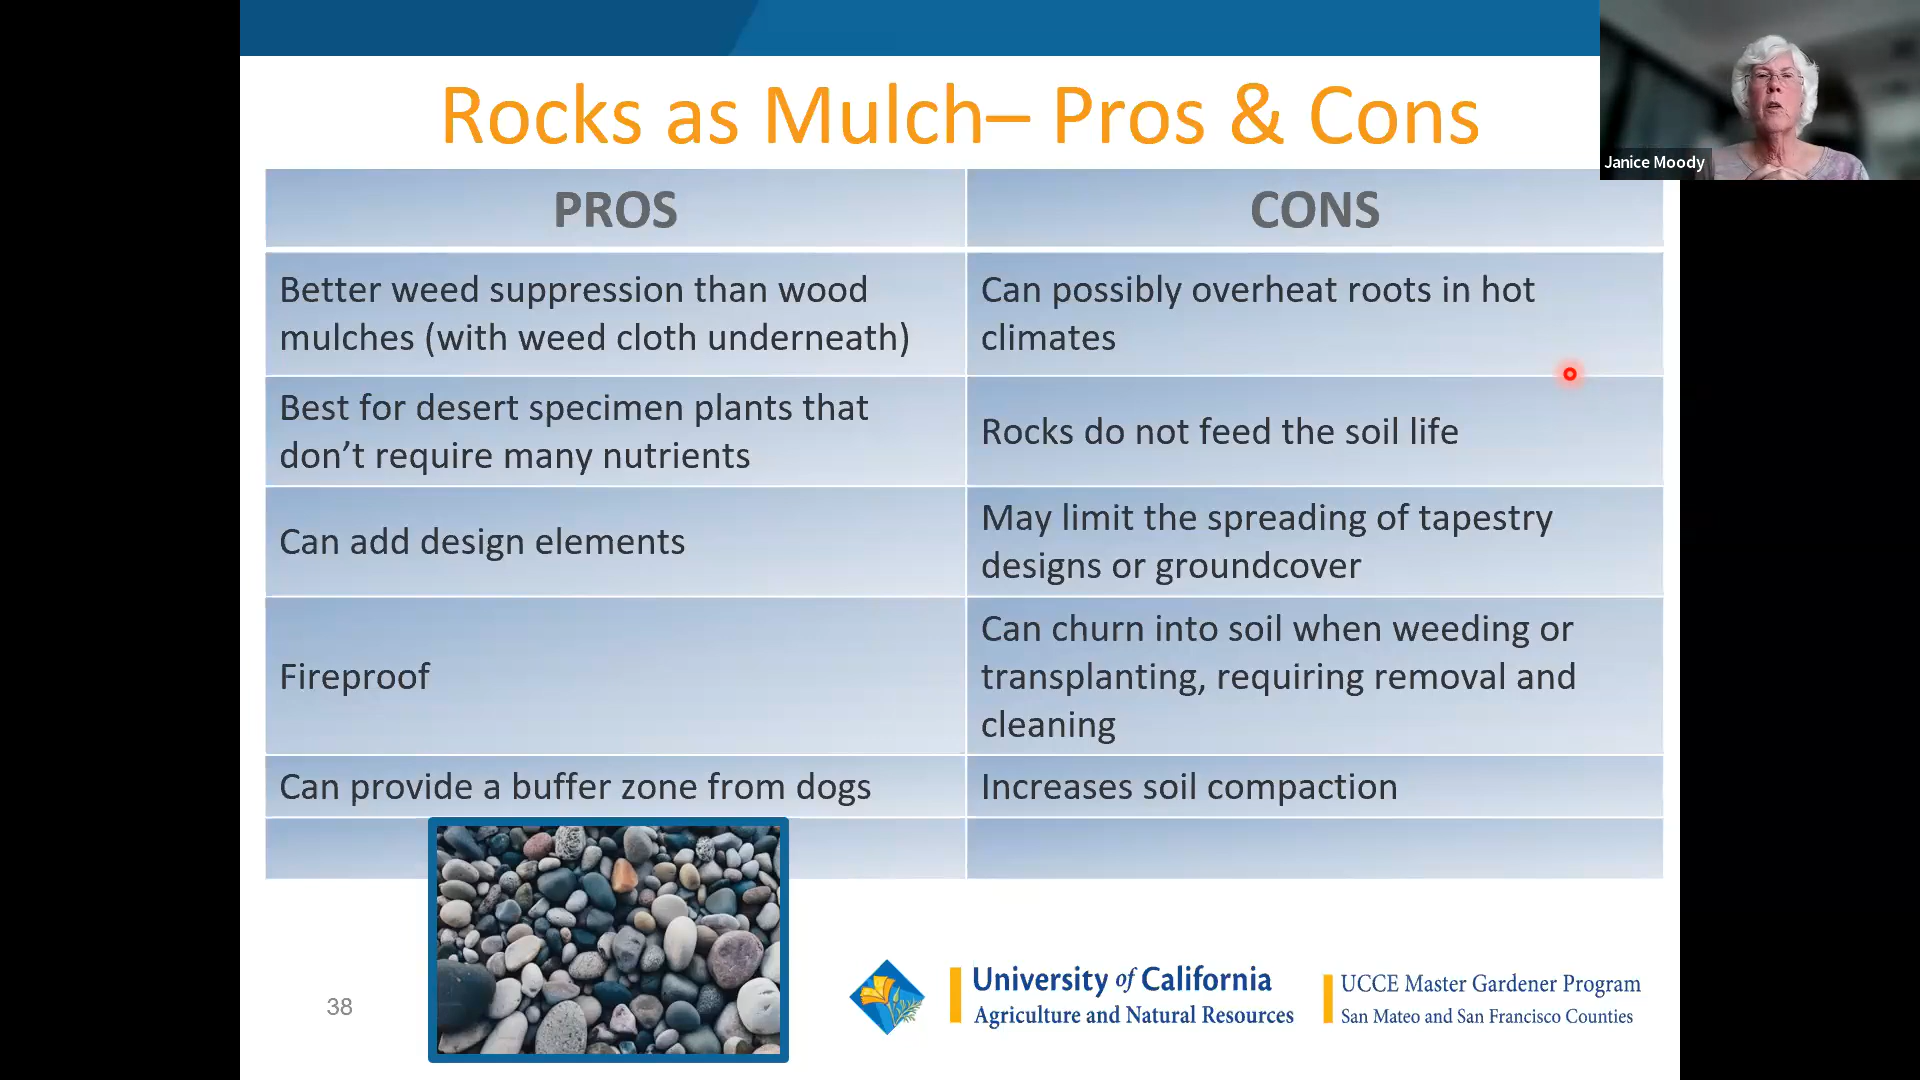 Rocks as Mulch– Pros & Cons
Janice Moody
PROS
CONS
Better weed suppression than wood
mulches (with weed cloth underneath)
Can possibly overheat roots in hot
climates
Best for desert specimen plants that
don’t require many nutrients
Rocks do not feed the soil life
Can add design elements
May limit the spreading of tapestry
designs or groundcover
Fireproof
Can churn into soil when weeding or
transplanting, requiring removal and
cleaning
Can provide a buffer zone from dogs
Increases soil compaction
38
University of California
Agriculture and Natural Resources
UCCE Master Gardener Program
San Mateo and San Francisco Counties